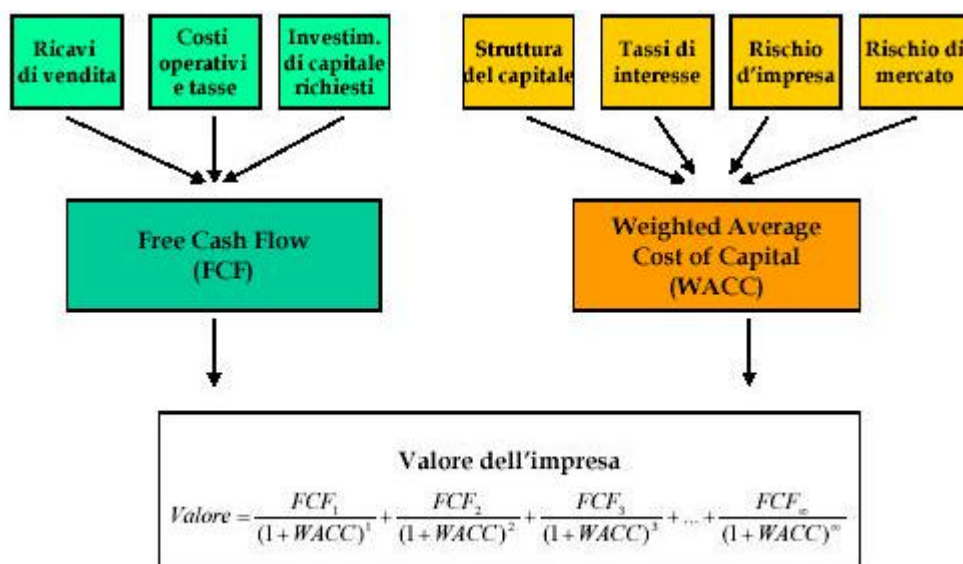 Ricavi
di vendita
Costi
operativi
e tasse
Investim.
di capitale
richiesti
Struttura
del capitale
Tassi di
interesse
Rischio
d'impresa
Rischio di
mercato
Free Cash Flow
(FCF)
Weighted Average
Cost of Capital
(WACC)
Valore dell'impresa
Valore = FCF₁/(1+WACC)¹ + FCF₂/(1+WACC)² + FCF₃/(1+WACC)³ + ... + FCF∞/(1+WACC)^∞